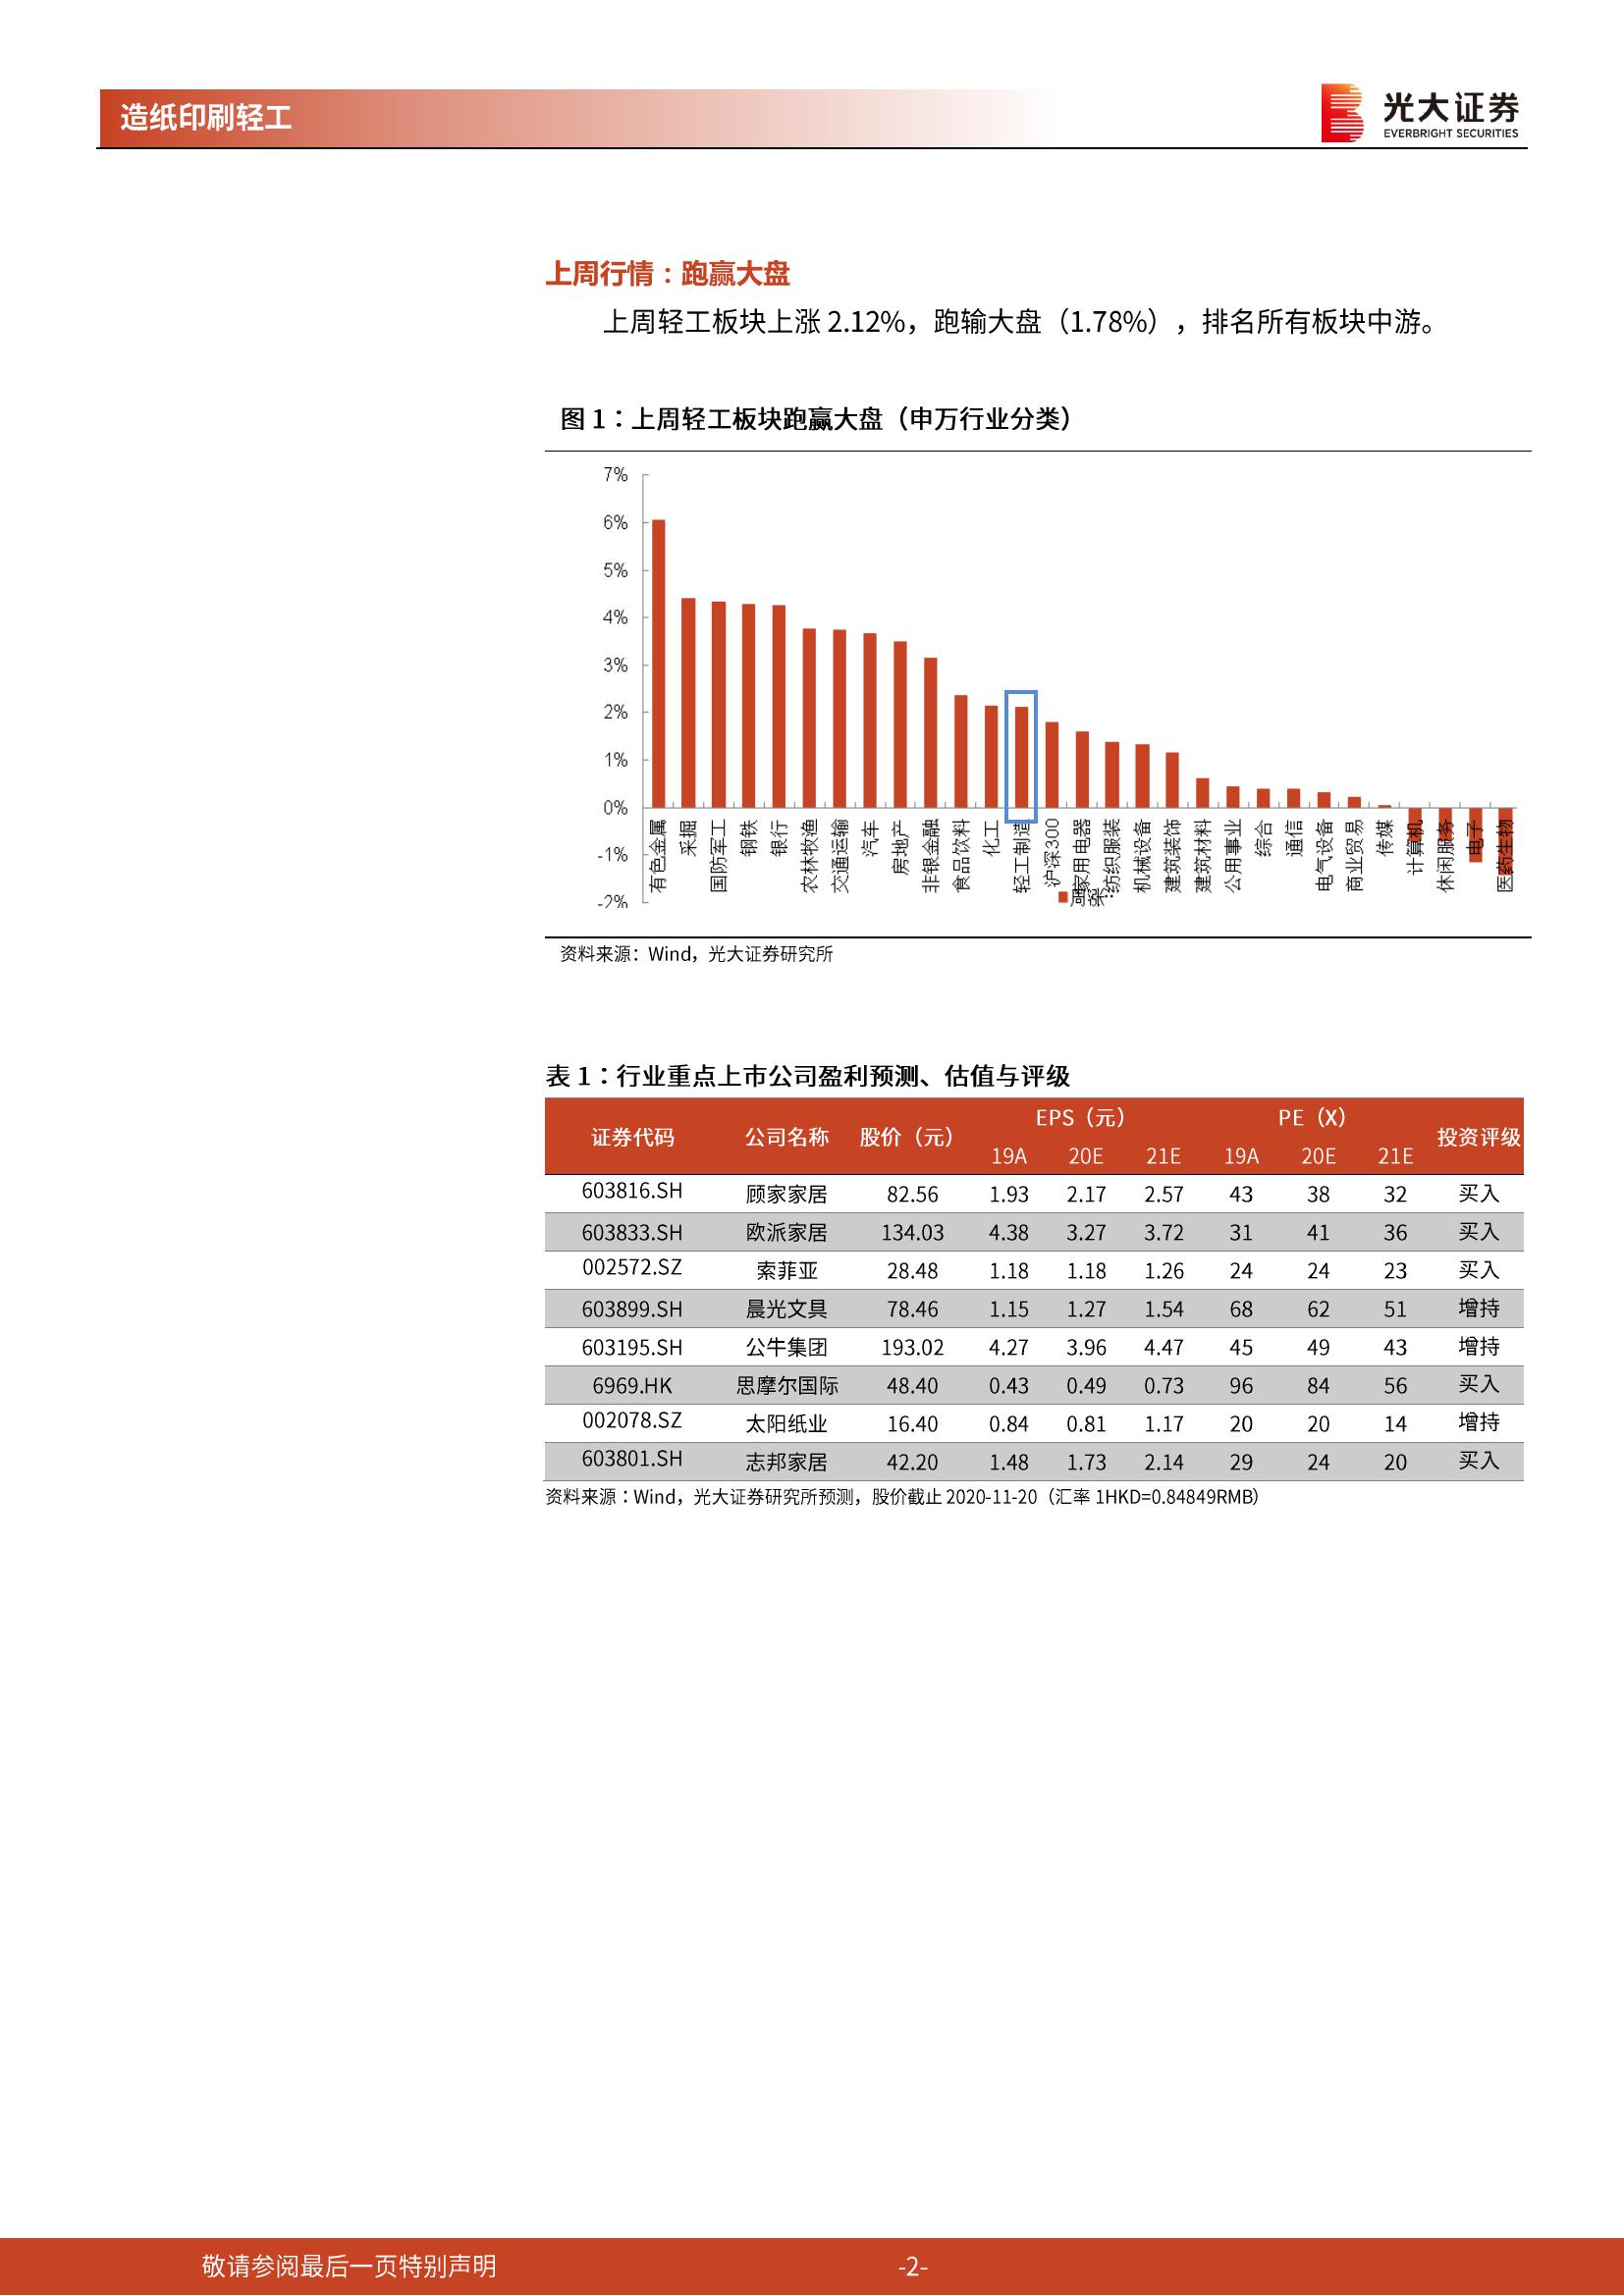 造纸印刷轻工
光大证券
EVERBRIGHT SECURITIES
上周行情：跑赢大盘
上周轻工板块上涨 2.12%，跑输大盘（1.78%），排名所有板块中游。
图 1：上周轻工板块跑赢大盘（申万行业分类）
7%
6%
5%
4%
3%
2%
1%
0%
-1%
-2%
有色金属
采掘
国防军工
钢铁
银行
农林牧渔
交通运输
汽车
房地产
非银金融
食品饮料
化工
轻工制造
沪深300
家用电器
纺织服装
机械设备
建筑装饰
建筑材料
公用事业
综合
通信
电气设备
商业贸易
传媒
计算机
休闲服务
电子
医药生物
资料来源：Wind，光大证券研究所
表 1：行业重点上市公司盈利预测、估值与评级
证券代码 公司名称 股价（元） EPS（元） PE（X） 投资评级
19A 20E 21E 19A 20E 21E
603816.SH 顾家家居 82.56 1.93 2.17 2.57 43 38 32 买入
603833.SH 欧派家居 134.03 4.38 3.27 3.72 31 41 36 买入
002572.SZ 索菲亚 28.48 1.18 1.18 1.26 24 24 23 买入
603899.SH 晨光文具 78.46 1.15 1.27 1.54 68 62 51 增持
603195.SH 公牛集团 193.02 4.27 3.96 4.47 45 49 43 增持
6969.HK 思摩尔国际 48.40 0.43 0.49 0.73 96 84 56 买入
002078.SZ 太阳纸业 16.40 0.84 0.81 1.17 20 20 14 增持
603801.SH 志邦家居 42.20 1.48 1.73 2.14 29 24 20 买入
资料来源：Wind，光大证券研究所预测，股价截止 2020-11-20（汇率 1HKD=0.84849RMB）
敬请参阅最后一页特别声明
-2-